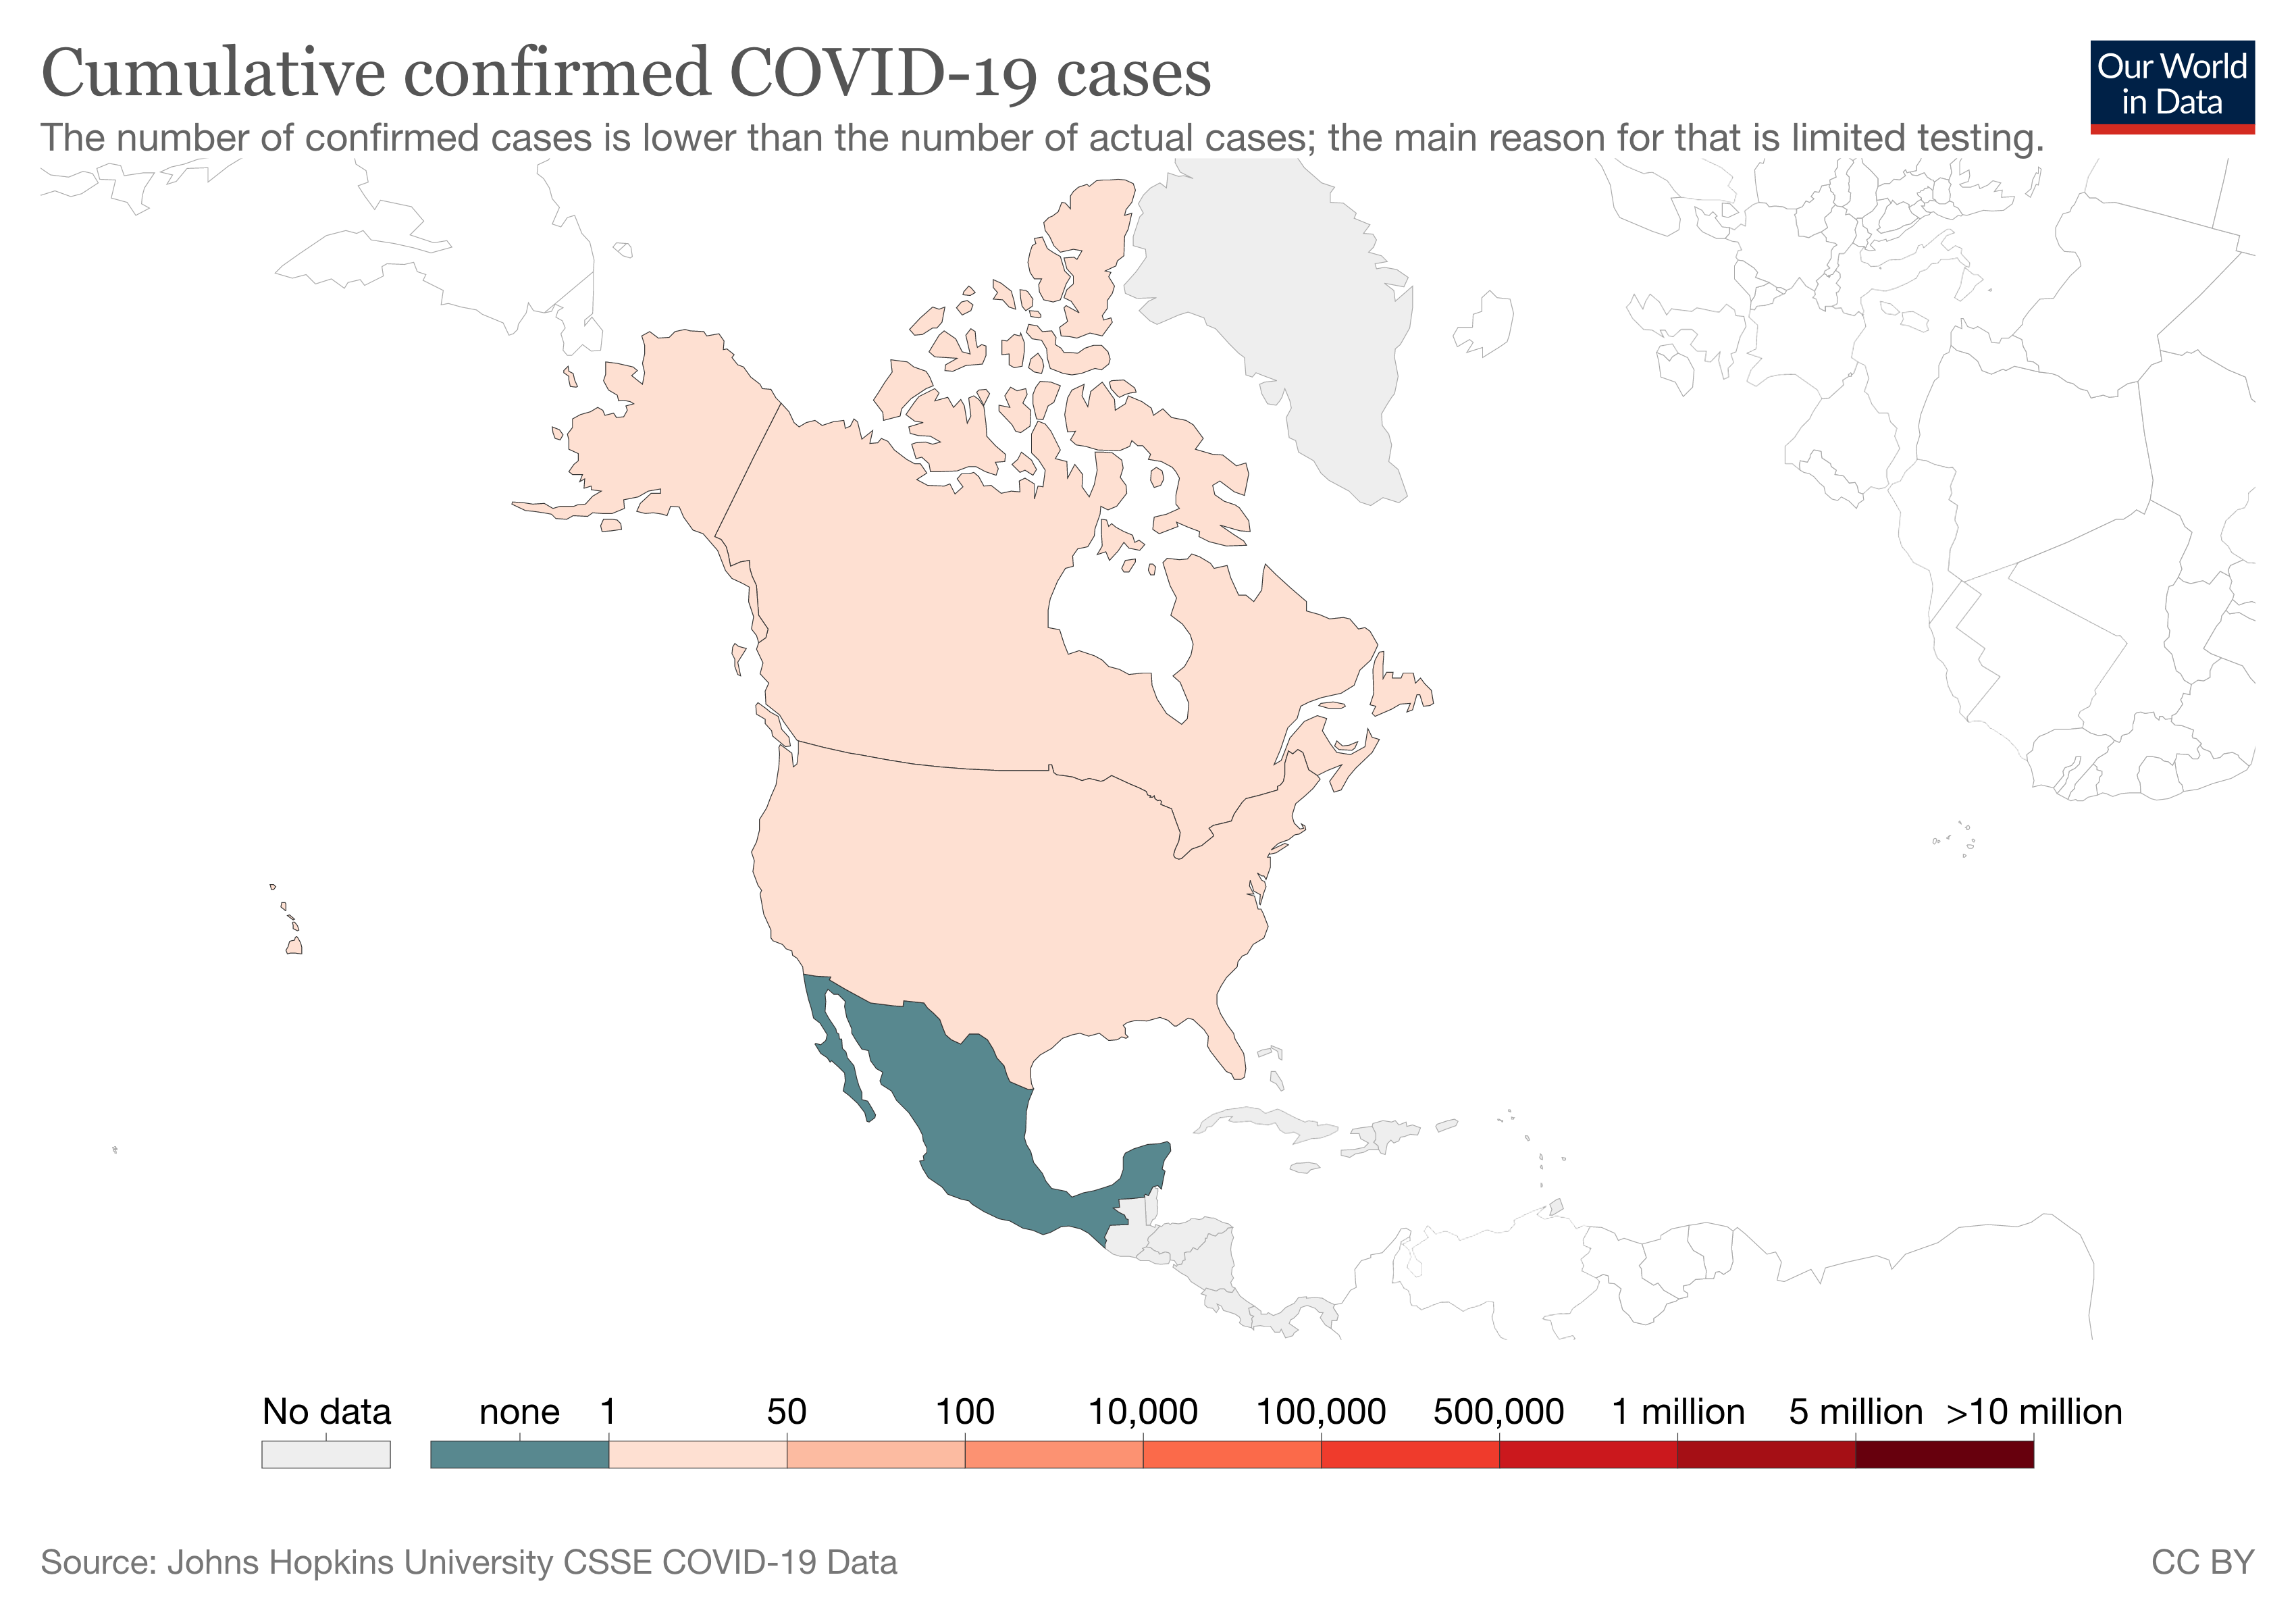 Cumulative confirmed COVID-19 cases
Our World
in Data
The number of confirmed cases is lower than the number of actual cases; the main reason for that is limited testing.
No data none 1 50 100 10,000 100,000 500,000 1 million 5 million >10 million
Source: Johns Hopkins University CSSE COVID-19 Data
CC BY